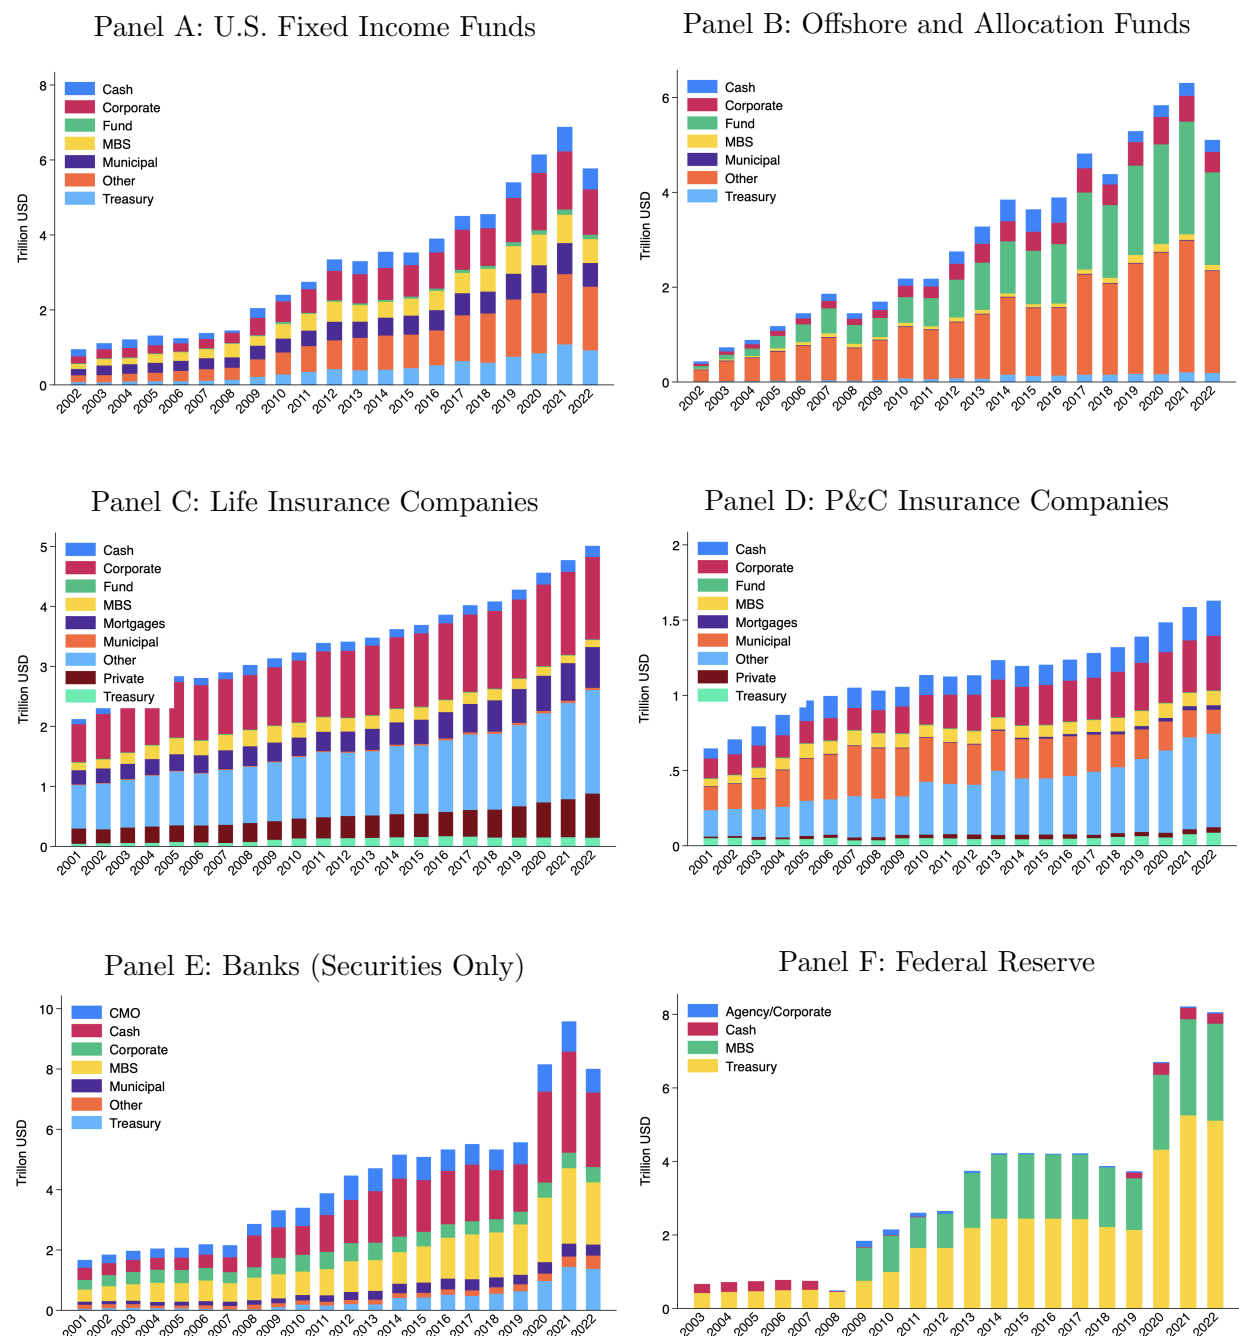 Panel A: U.S. Fixed Income Funds
Trillion USD
8
6
4
2
0
Cash
Corporate
Fund
MBS
Municipal
Other
Treasury
2002 2003 2004 2005 2006 2007 2008 2009 2010 2011 2012 2013 2014 2015 2016 2017 2018 2019 2020 2021 2022
Panel B: Offshore and Allocation Funds
Trillion USD
6
4
2
0
Cash
Corporate
Fund
MBS
Municipal
Other
Treasury
2002 2003 2004 2005 2006 2007 2008 2009 2010 2011 2012 2013 2014 2015 2016 2017 2018 2019 2020 2021 2022
Panel C: Life Insurance Companies
Trillion USD
5
4
3
2
1
0
Cash
Corporate
Fund
MBS
Mortgages
Municipal
Other
Private
Treasury
2001 2002 2003 2004 2005 2006 2007 2008 2009 2010 2011 2012 2013 2014 2015 2016 2017 2018 2019 2020 2021 2022
Panel D: P&C Insurance Companies
Trillion USD
2
1.5
1
.5
0
Cash
Corporate
Fund
MBS
Mortgages
Municipal
Other
Private
Treasury
2001 2002 2003 2004 2005 2006 2007 2008 2009 2010 2011 2012 2013 2014 2015 2016 2017 2018 2019 2020 2021 2022
Panel E: Banks (Securities Only)
Trillon USD
10
8
6
4
2
0
CMO
Cash
Corporate
MBS
Municipal
Other
Treasury
2001 2002 2003 2004 2005 2006 2007 2008 2009 2010 2011 2012 2013 2014 2015 2016 2017 2018 2019 2020 2021 2022
Panel F: Federal Reserve
Trillion USD
8
6
4
2
0
Agency/Corporate
Cash
MBS
Treasury
2003 2004 2005 2006 2007 2008 2009 2010 2011 2012 2013 2014 2015 2016 2017 2018 2019 2020 2021 2022